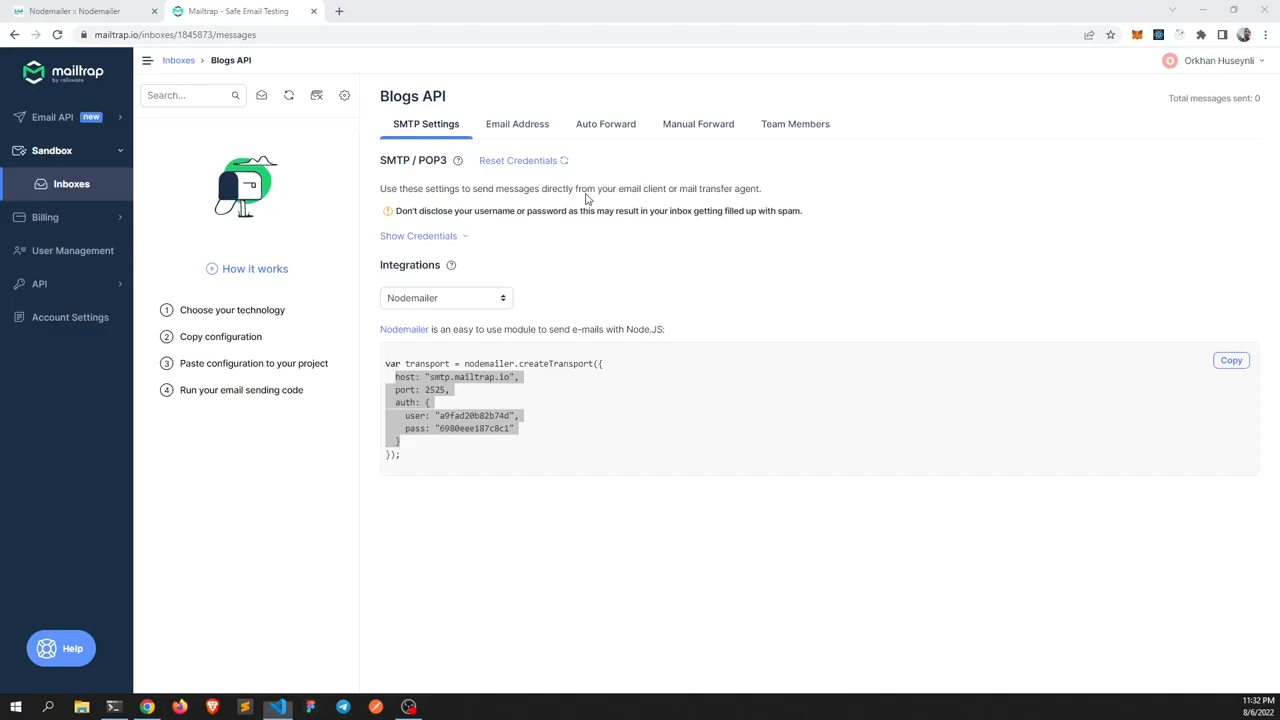 Nodemailer :: Nodemailer
Mailtrap - Safe Email Testing
mailtrap.io/inboxes/1845873/messages
mailtrap
by railsware
Inboxes › Blogs API
Orkhan Huseynli
Email API new
Sandbox
Inboxes
Billing
User Management
API
Account Settings
Help
Search...
How it works
1 Choose your technology
2 Copy configuration
3 Paste configuration to your project
4 Run your email sending code
Blogs API
Total messages sent: 0
SMTP Settings Email Address Auto Forward Manual Forward Team Members
SMTP / POP3 ? Reset Credentials
Use these settings to send messages directly from your email client or mail transfer agent.
Don't disclose your username or password as this may result in your inbox getting filled up with spam.
Show Credentials
Integrations ?
Nodemailer
Nodemailer is an easy to use module to send e-mails with Node.JS:
Copy
var transport = nodemailer.createTransport({
host: "smtp.mailtrap.io",
port: 2525,
auth: {
user: "a9fad20b82b74d",
pass: "6980eee187c8c1"
}
});
11:32 PM
8/6/2022